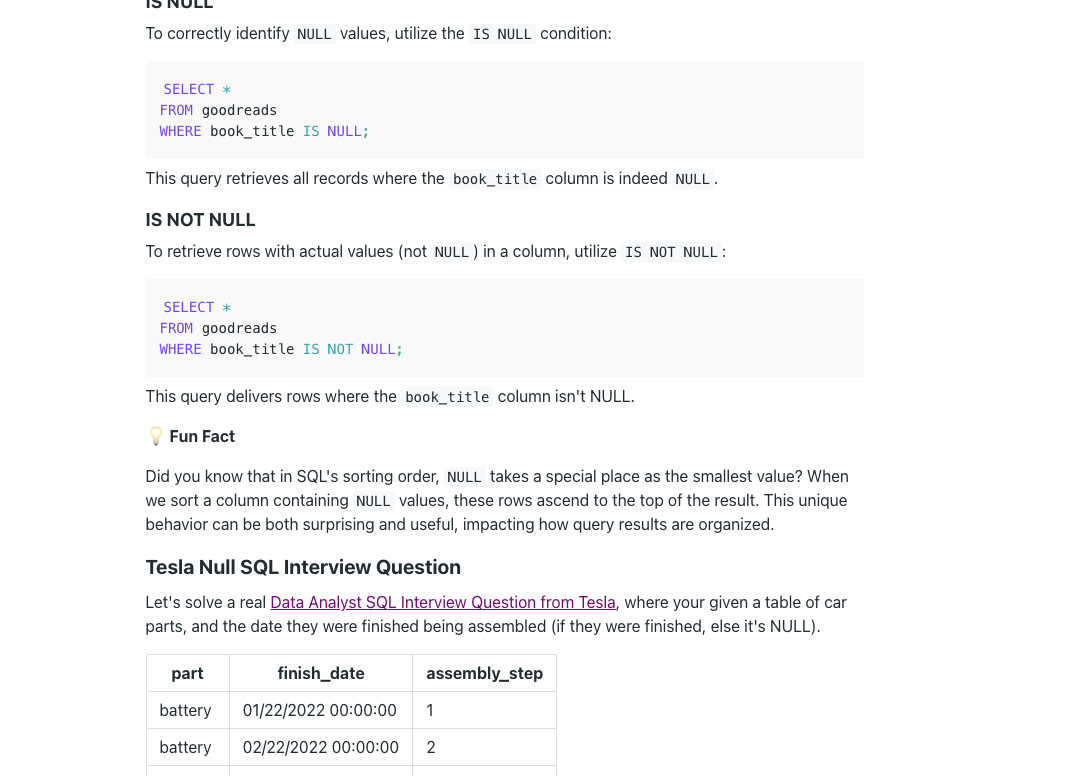 IS NULL
To correctly identify NULL values, utilize the IS NULL condition:
SELECT *
FROM goodreads
WHERE book_title IS NULL;
This query retrieves all records where the book_title column is indeed NULL.
IS NOT NULL
To retrieve rows with actual values (not NULL) in a column, utilize IS NOT NULL:
SELECT *
FROM goodreads
WHERE book_title IS NOT NULL;
This query delivers rows where the book_title column isn't NULL.
💡 Fun Fact
Did you know that in SQL's sorting order, NULL takes a special place as the smallest value? When
we sort a column containing NULL values, these rows ascend to the top of the result. This unique
behavior can be both surprising and useful, impacting how query results are organized.
Tesla Null SQL Interview Question
Let's solve a real Data Analyst SQL Interview Question from Tesla, where your given a table of car
parts, and the date they were finished being assembled (if they were finished, else it's NULL).
part finish_date assembly_step
battery 01/22/2022 00:00:00 1
battery 02/22/2022 00:00:00 2